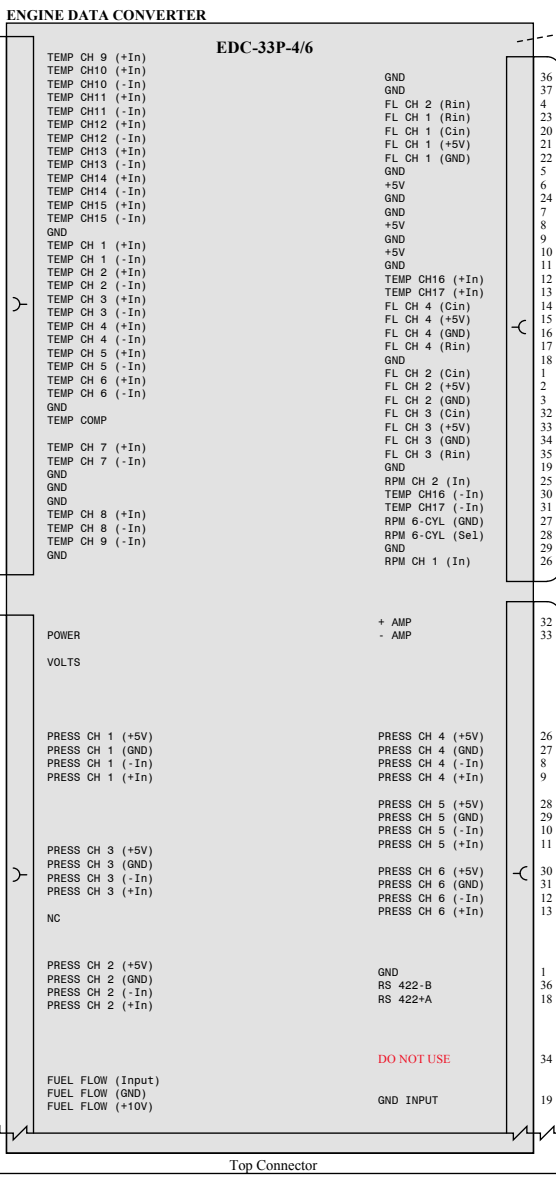 ENGINE DATA CONVERTER
EDC-33P-4/6
TEMP CH 9 (+In)
TEMP CH10 (+In)
TEMP CH10 (-In)
TEMP CH11 (+In)
TEMP CH11 (-In)
TEMP CH12 (+In)
TEMP CH12 (-In)
TEMP CH13 (+In)
TEMP CH13 (-In)
TEMP CH14 (+In)
TEMP CH14 (-In)
TEMP CH15 (+In)
TEMP CH15 (-In)
GND
TEMP CH 1 (+In)
TEMP CH 1 (-In)
TEMP CH 2 (+In)
TEMP CH 2 (-In)
TEMP CH 3 (+In)
TEMP CH 3 (-In)
TEMP CH 4 (+In)
TEMP CH 4 (-In)
TEMP CH 5 (+In)
TEMP CH 5 (-In)
TEMP CH 6 (+In)
TEMP CH 6 (-In)
GND
TEMP COMP
TEMP CH 7 (+In)
TEMP CH 7 (-In)
GND
GND
GND
TEMP CH 8 (+In)
TEMP CH 8 (-In)
TEMP CH 9 (-In)
GND
GND 36
GND 37
FL CH 2 (Rin) 4
FL CH 1 (Rin) 23
FL CH 1 (Cin) 20
FL CH 1 (+5V) 21
FL CH 1 (GND) 22
GND 5
+5V 6
GND 24
GND 7
+5V 8
GND 9
+5V 10
GND 11
TEMP CH16 (+In) 12
TEMP CH17 (+In) 13
FL CH 4 (Cin) 14
FL CH 4 (+5V) 15
FL CH 4 (GND) 16
FL CH 4 (Rin) 17
GND 18
FL CH 2 (Cin) 1
FL CH 2 (+5V) 2
FL CH 2 (GND) 3
FL CH 3 (Cin) 32
FL CH 3 (+5V) 33
FL CH 3 (GND) 34
FL CH 3 (Rin) 35
GND 19
RPM CH 2 (In) 25
TEMP CH16 (-In) 30
TEMP CH17 (-In) 31
RPM 6-CYL (GND) 27
RPM 6-CYL (Sel) 28
GND 29
RPM CH 1 (In) 26
POWER
VOLTS
PRESS CH 1 (+5V)
PRESS CH 1 (GND)
PRESS CH 1 (-In)
PRESS CH 1 (+In)
PRESS CH 3 (+5V)
PRESS CH 3 (GND)
PRESS CH 3 (-In)
PRESS CH 3 (+In)
NC
PRESS CH 2 (+5V)
PRESS CH 2 (GND)
PRESS CH 2 (-In)
PRESS CH 2 (+In)
FUEL FLOW (Input)
FUEL FLOW (GND)
FUEL FLOW (+10V)
+ AMP 32
- AMP 33
PRESS CH 4 (+5V) 26
PRESS CH 4 (GND) 27
PRESS CH 4 (-In) 8
PRESS CH 4 (+In) 9
PRESS CH 5 (+5V) 28
PRESS CH 5 (GND) 29
PRESS CH 5 (-In) 10
PRESS CH 5 (+In) 11
PRESS CH 6 (+5V) 30
PRESS CH 6 (GND) 31
PRESS CH 6 (-In) 12
PRESS CH 6 (+In) 13
GND 1
RS 422-B 36
RS 422+A 18
DO NOT USE 34
GND INPUT 19
Top Connector